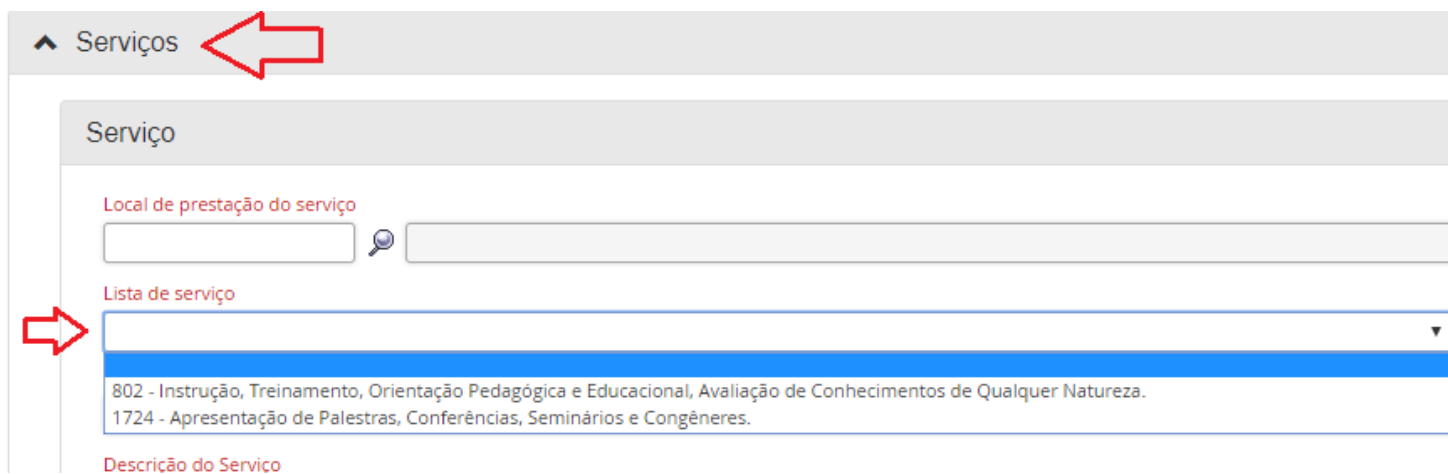 Serviços
Serviço
Local de prestação do serviço
Lista de serviço
802 - Instrução, Treinamento, Orientação Pedagógica e Educacional, Avaliação de Conhecimentos de Qualquer Natureza.
1724 - Apresentação de Palestras, Conferências, Seminários e Congêneres.
Descrição do Serviço